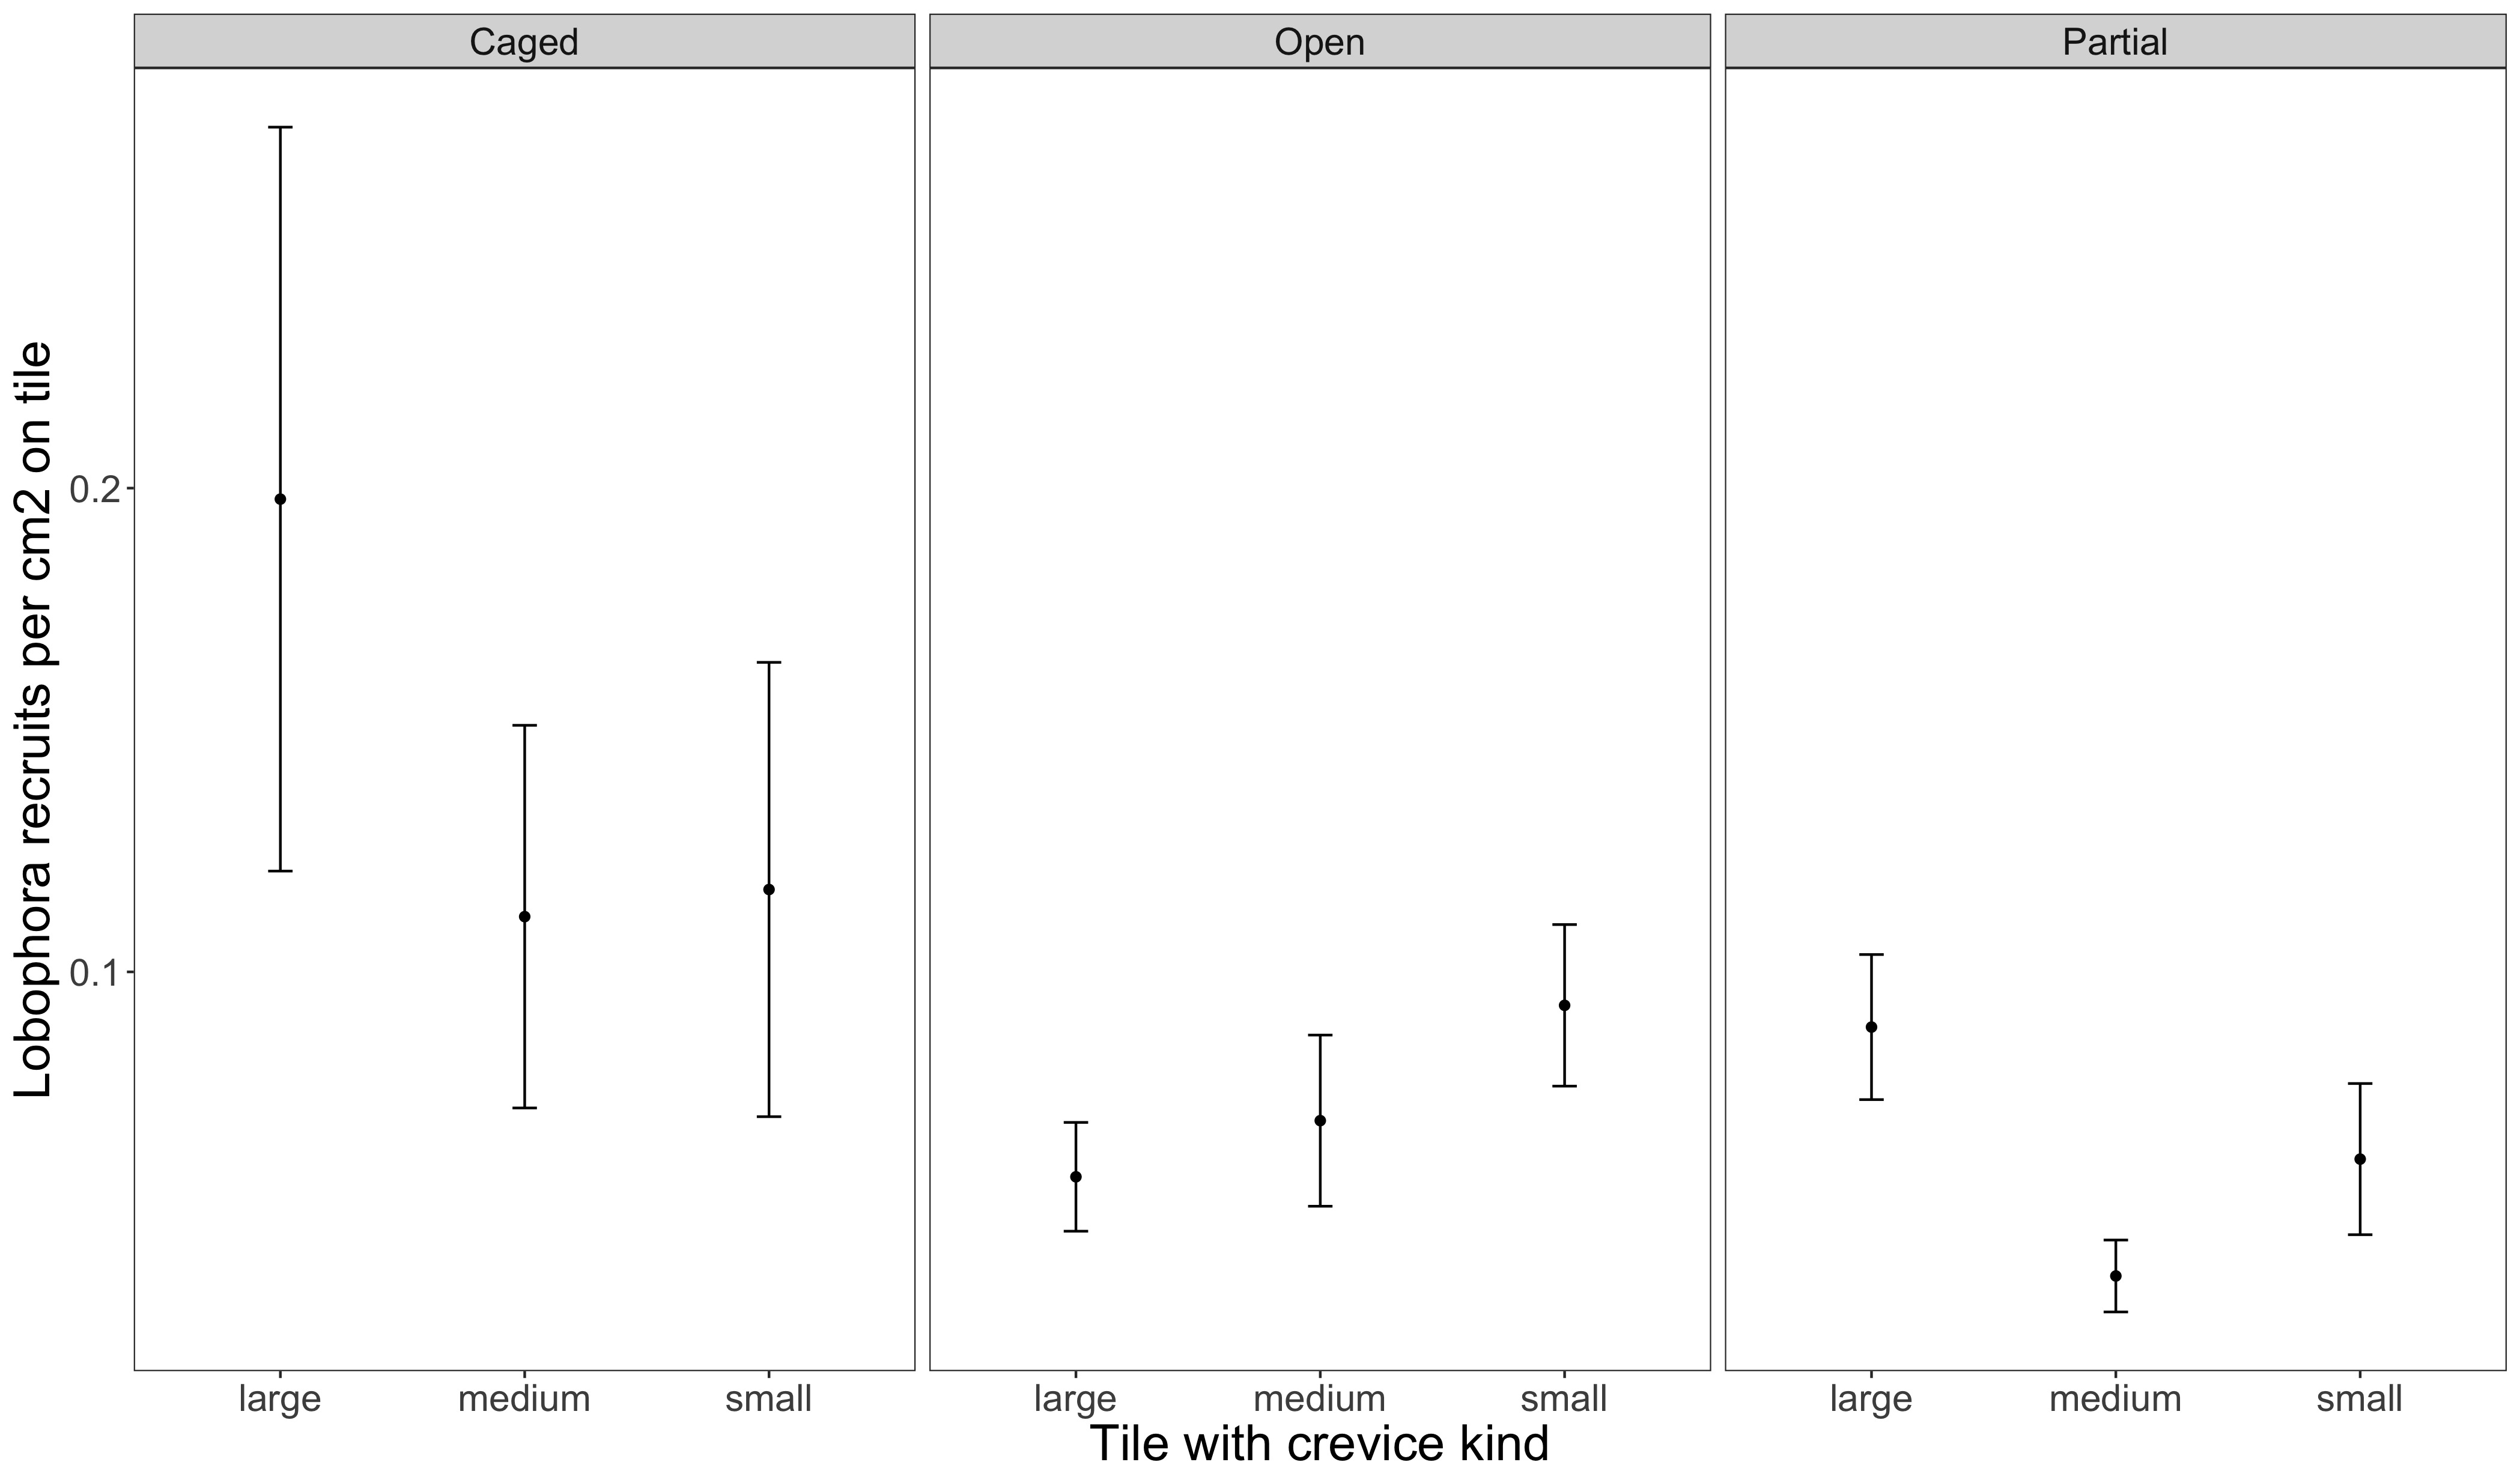 Caged
Open
Partial
Lobophora recruits per cm2 on tile
0.2
0.1
large medium small
large medium small
large medium small
Tile with crevice kind